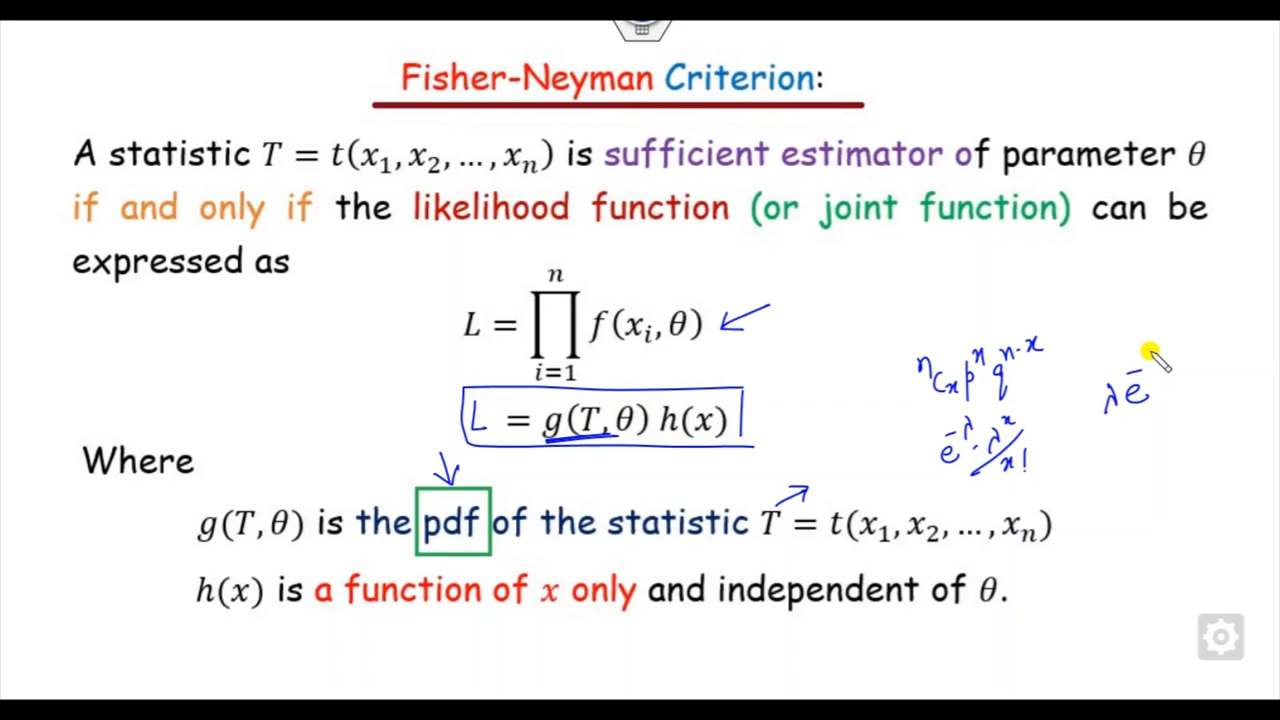 Fisher-Neyman Criterion:
A statistic T = t(x₁, x₂, …, xₙ) is sufficient estimator of parameter θ
if and only if the likelihood function (or joint function) can be
expressed as
L = ∏ⁿᵢ₌₁ f(xᵢ, θ)
L = g(T, θ) h(x)
ⁿCₓ pˣ qⁿ⁻ˣ
e^-λ · λˣ / x!
λ e^-
Where
g(T, θ) is the pdf of the statistic T = t(x₁, x₂, …, xₙ)
h(x) is a function of x only and independent of θ.